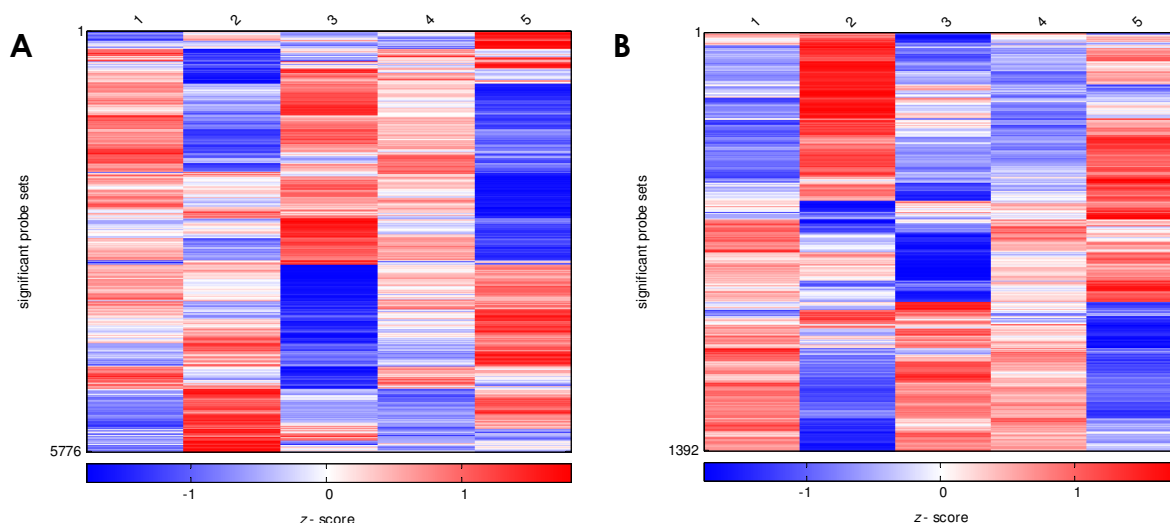 A
1 2 3 4 5
1
significant probe sets
5776
-1 0 1
z- score
B
1 2 3 4 5
1
significant probe sets
1392
-1 0 1
z- score